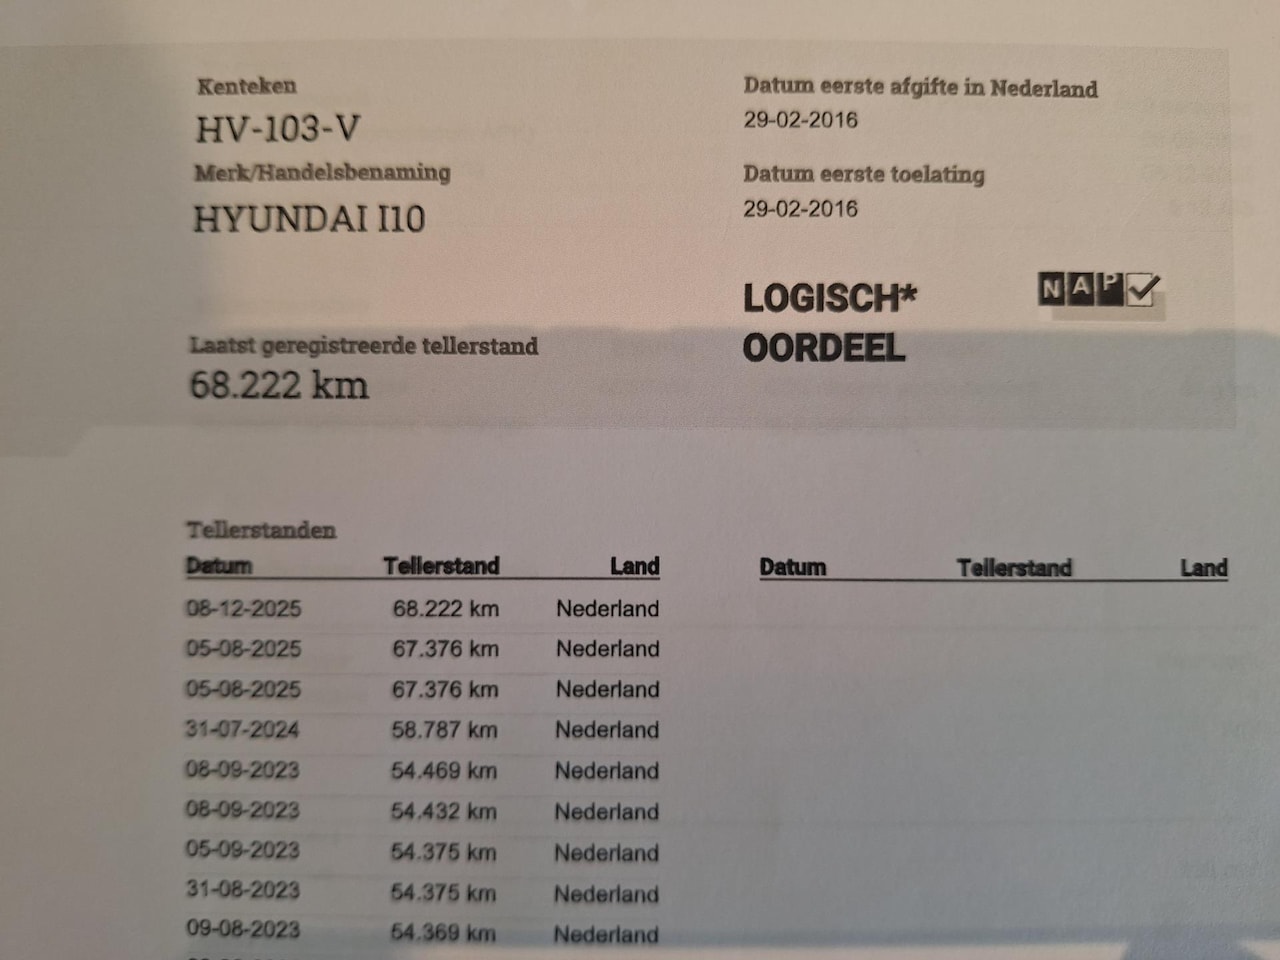 Kenteken
HV-103-V
Merk/Handelsbenaming
HYUNDAI I10
Laatst geregistreerde tellerstand
68.222 km
Datum eerste afgifte in Nederland
29-02-2016
Datum eerste toelating
29-02-2016
LOGISCH*
OORDEEL
NAP
Tellerstanden
Datum Tellerstand Land
08-12-2025 68.222 km Nederland
05-08-2025 67.376 km Nederland
05-08-2025 67.376 km Nederland
31-07-2024 58.787 km Nederland
08-09-2023 54.469 km Nederland
08-09-2023 54.432 km Nederland
05-09-2023 54.375 km Nederland
31-08-2023 54.375 km Nederland
09-08-2023 54.369 km Nederland
Datum Tellerstand Land